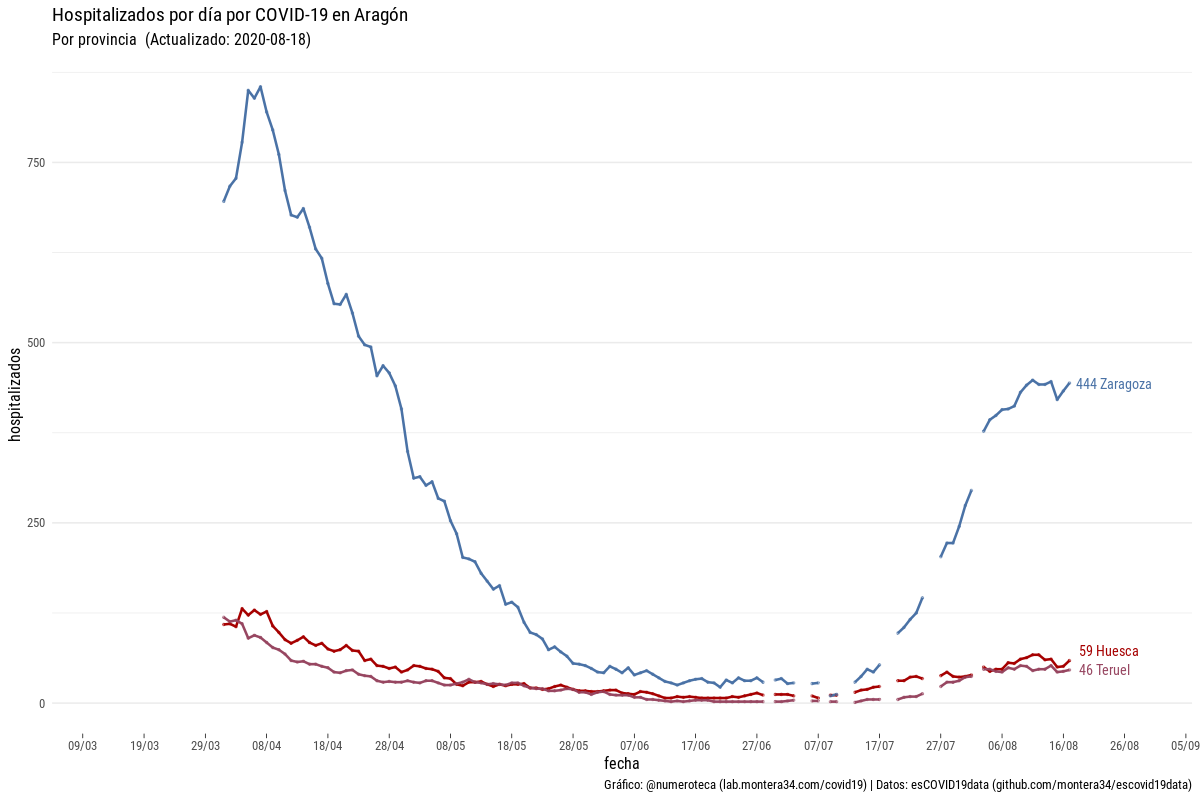 Hospitalizados por día por COVID-19 en Aragón
Por provincia  (Actualizado: 2020-08-18)
hospitalizados
750
500
250
0
444 Zaragoza
59 Huesca
46 Teruel
09/03 19/03 29/03 08/04 18/04 28/04 08/05 18/05 28/05 07/06 17/06 27/06 07/07 17/07 27/07 06/08 16/08 26/08 05/09
fecha
Gráfico: @numeroteca (lab.montera34.com/covid19) | Datos: esCOVID19data (github.com/montera34/escovid19data)